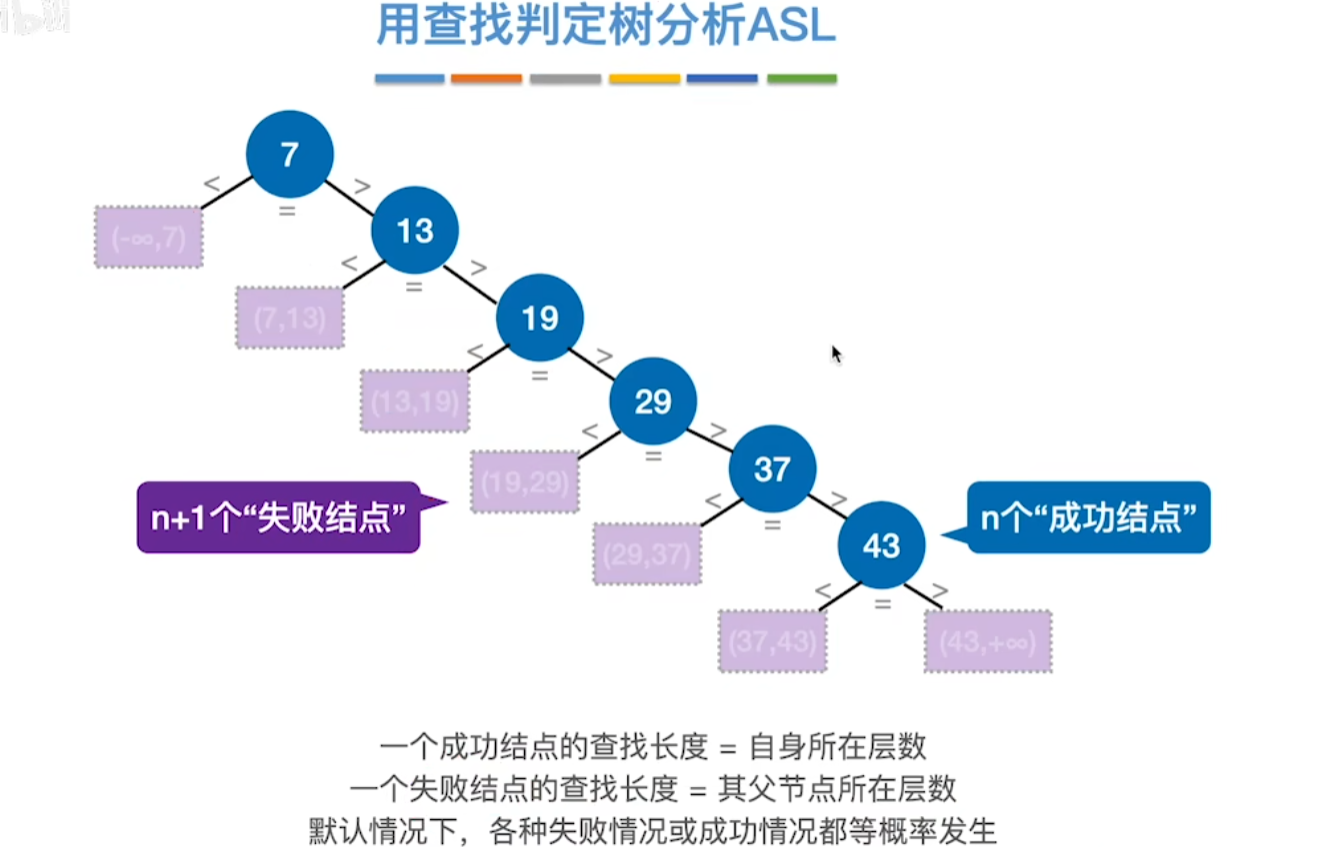 用查找判定树分析ASL
7
< = >
(-∞,7)
13
< = >
(7,13)
19
< = >
(13,19)
29
< = >
(19,29)
37
< = >
(29,37)
43
< = >
(37,43)
(43,+∞)
n+1个“失败结点”
n个“成功结点”
一个成功结点的查找长度 = 自身所在层数
一个失败结点的查找长度 = 其父节点所在层数
默认情况下，各种失败情况或成功情况都等概率发生